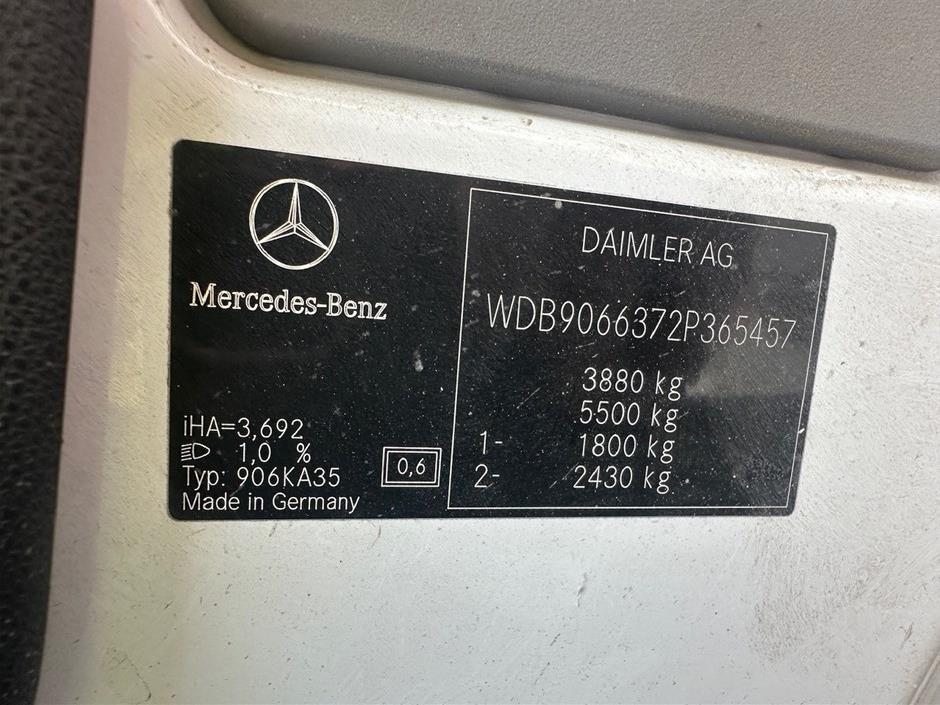 Mercedes-Benz
iHA=3,692
1,0 %
Typ: 906KA35
Made in Germany
0,6
DAIMLER AG
WDB9066372P365457
3880 kg
5500 kg
1- 1800 kg
2- 2430 kg